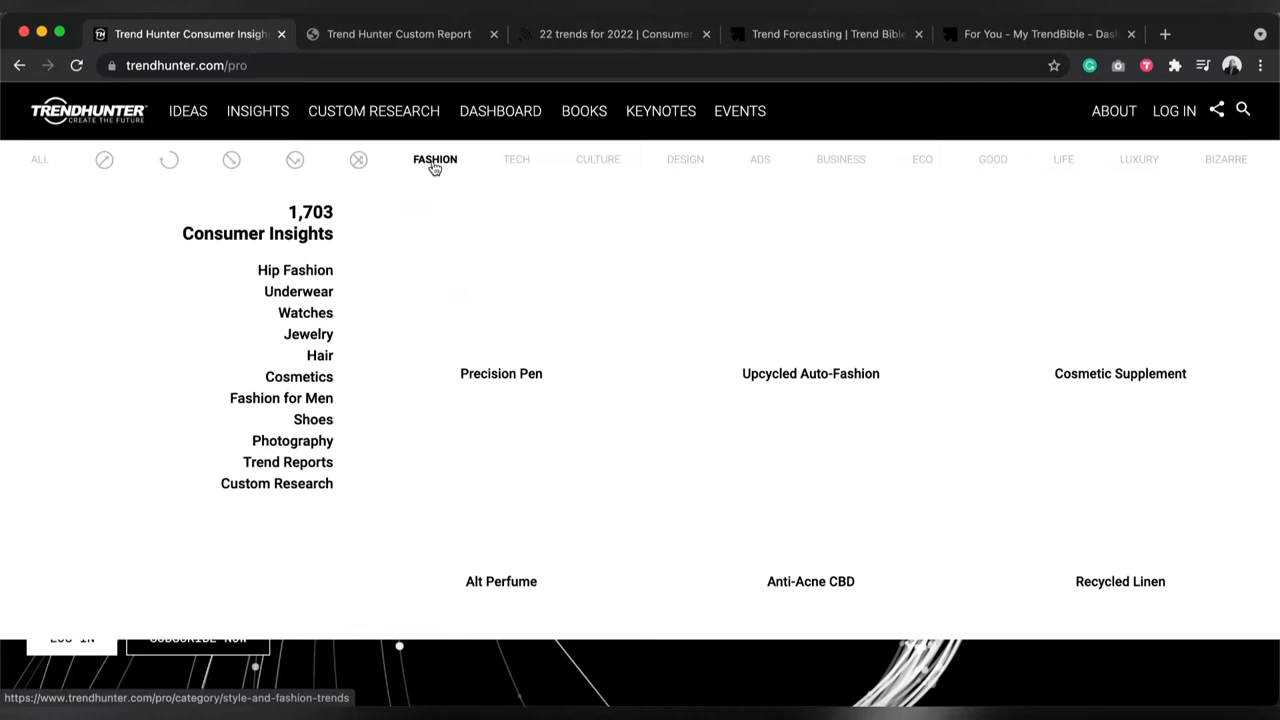 Trend Hunter Consumer Insigh
Trend Hunter Custom Report
22 trends for 2022 | Consumer
Trend Forecasting | Trend Bible
For You - My TrendBible - Das
trendhunter.com/pro
TRENDHUNTER
CREATE THE FUTURE
IDEAS
INSIGHTS
CUSTOM RESEARCH
DASHBOARD
BOOKS
KEYNOTES
EVENTS
ABOUT
LOG IN
ALL
FASHION
TECH
CULTURE
DESIGN
ADS
BUSINESS
ECO
GOOD
LIFE
LUXURY
BIZARRE
1,703
Consumer Insights
Hip Fashion
Underwear
Watches
Jewelry
Hair
Cosmetics
Fashion for Men
Shoes
Photography
Trend Reports
Custom Research
Precision Pen
Upcycled Auto-Fashion
Cosmetic Supplement
Alt Perfume
Anti-Acne CBD
Recycled Linen
LOG IN
SUBSCRIBE NOW
https://www.trendhunter.com/pro/category/style-and-fashion-trends